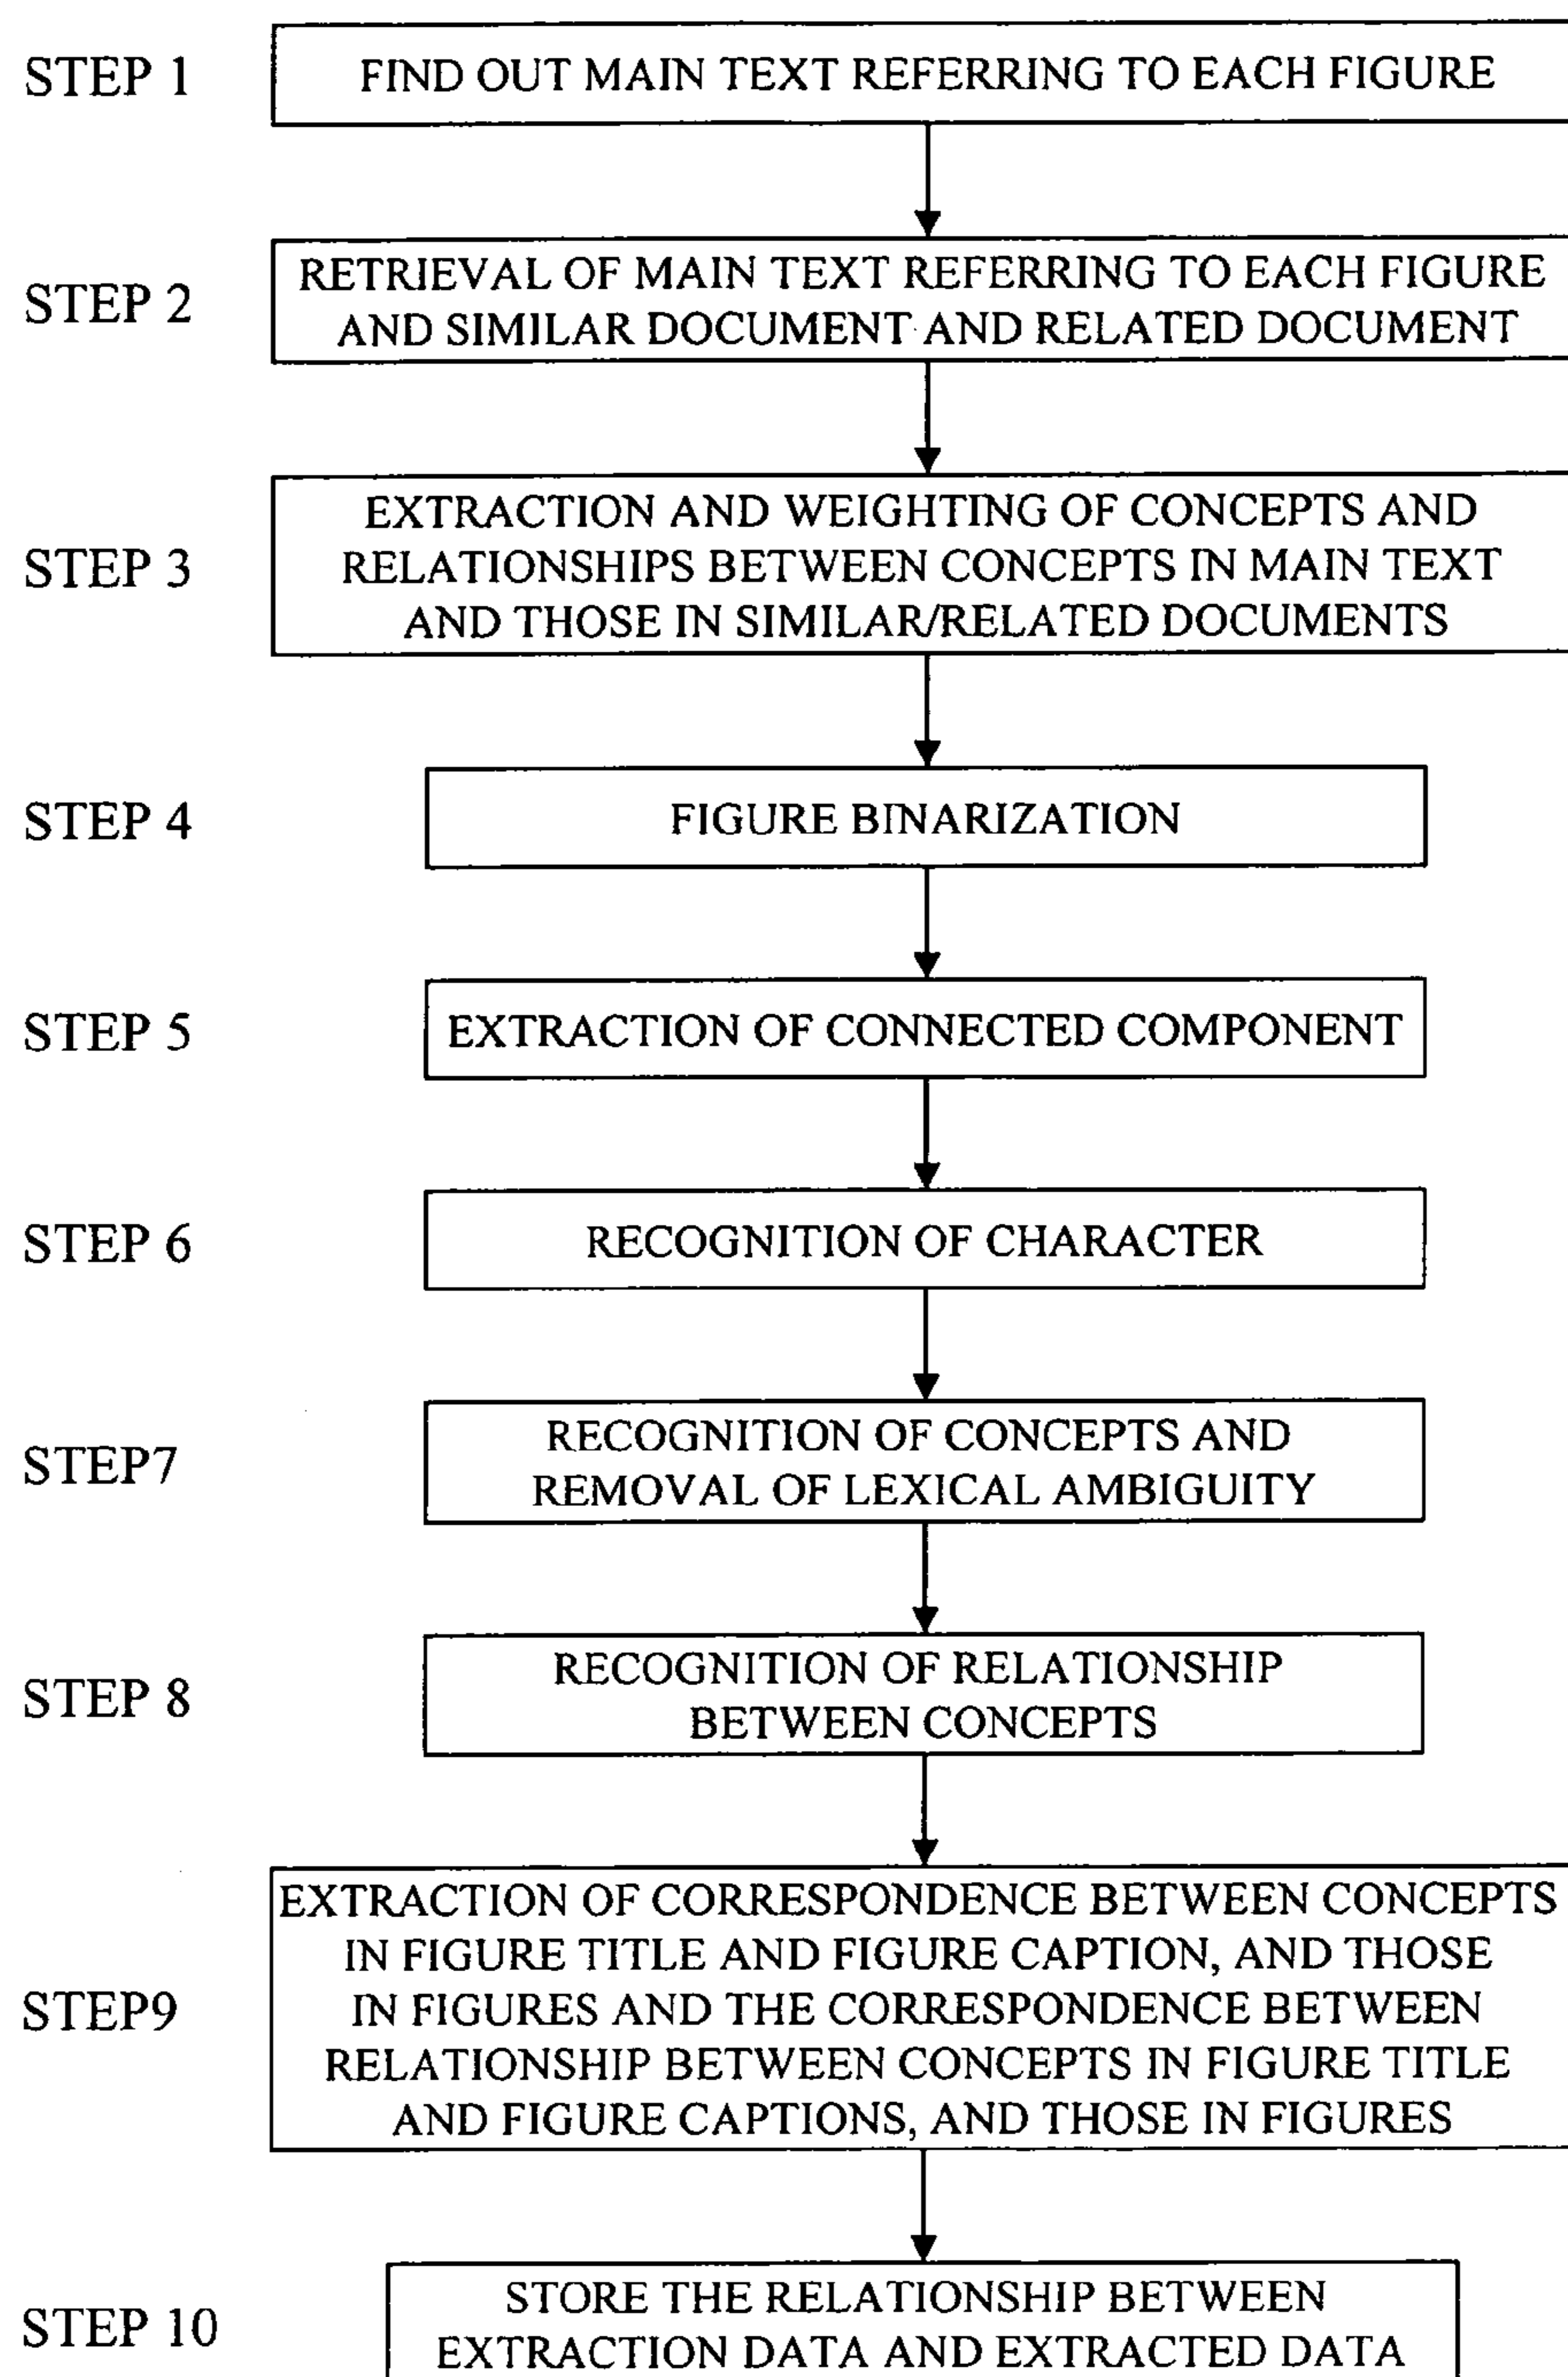 STEP 1
FIND OUT MAIN TEXT REFERRING TO EACH FIGURE
STEP 2
RETRIEVAL OF MAIN TEXT REFERRING TO EACH FIGURE
AND SIMILAR DOCUMENT AND RELATED DOCUMENT
STEP 3
EXTRACTION AND WEIGHTING OF CONCEPTS AND
RELATIONSHIPS BETWEEN CONCEPTS IN MAIN TEXT
AND THOSE IN SIMILAR/RELATED DOCUMENTS
STEP 4
FIGURE BINARIZATION
STEP 5
EXTRACTION OF CONNECTED COMPONENT
STEP 6
RECOGNITION OF CHARACTER
STEP7
RECOGNITION OF CONCEPTS AND
REMOVAL OF LEXICAL AMBIGUITY
STEP 8
RECOGNITION OF RELATIONSHIP
BETWEEN CONCEPTS
STEP9
EXTRACTION OF CORRESPONDENCE BETWEEN CONCEPTS
IN FIGURE TITLE AND FIGURE CAPTION, AND THOSE
IN FIGURES AND THE CORRESPONDENCE BETWEEN
RELATIONSHIP BETWEEN CONCEPTS IN FIGURE TITLE
AND FIGURE CAPTIONS, AND THOSE IN FIGURES
STEP 10
STORE THE RELATIONSHIP BETWEEN
EXTRACTION DATA AND EXTRACTED DATA